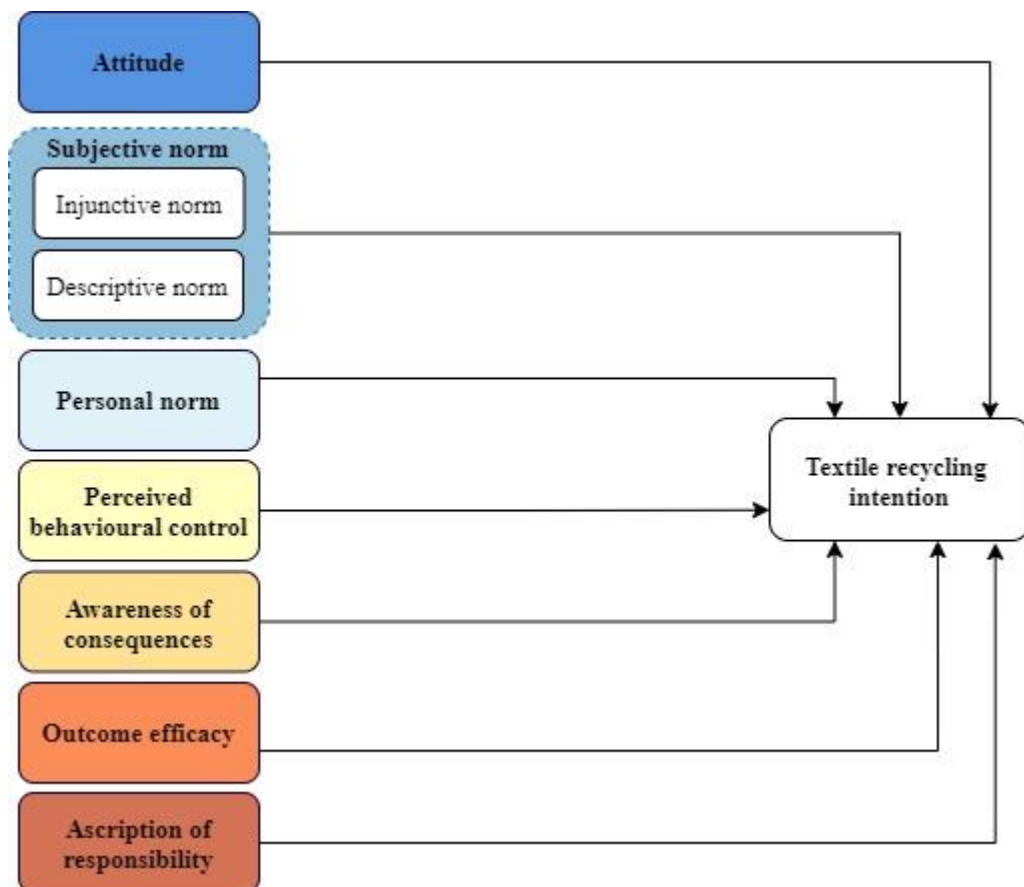 Attitude
Subjective norm
Injunctive norm
Descriptive norm
Personal norm
Perceived
behavioural control
Awareness of
consequences
Outcome efficacy
Ascription of
responsibility
Textile recycling
intention